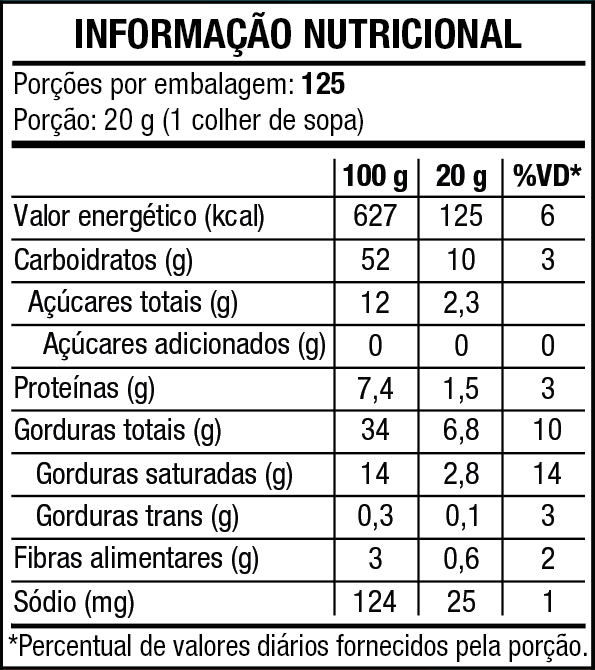 INFORMAÇÃO NUTRICIONAL
Porções por embalagem: 125
Porção: 20 g (1 colher de sopa)
100 g 20 g %VD*
Valor energético (kcal) 627 125 6
Carboidratos (g) 52 10 3
Açúcares totais (g) 12 2,3
Açúcares adicionados (g) 0 0 0
Proteínas (g) 7,4 1,5 3
Gorduras totais (g) 34 6,8 10
Gorduras saturadas (g) 14 2,8 14
Gorduras trans (g) 0,3 0,1 3
Fibras alimentares (g) 3 0,6 2
Sódio (mg) 124 25 1
*Percentual de valores diários fornecidos pela porção.